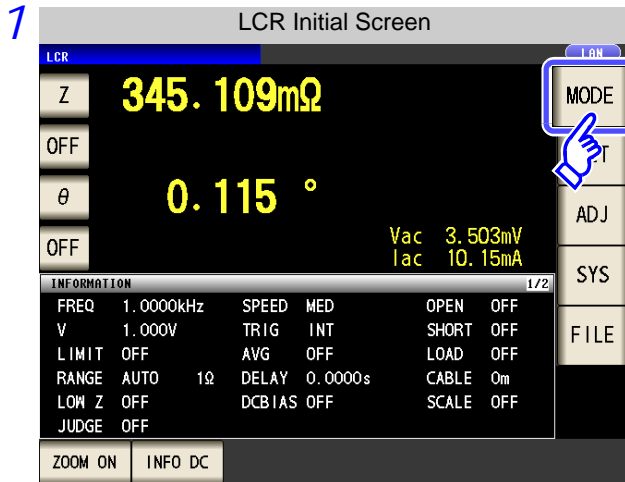 1
LCR Initial Screen
LCR
LAN
Z 345.109mΩ MODE
OFF
θ 0.115 °
ADJ
OFF Vac 3.503mV
Iac 10.15mA
SYS
INFORMATION 1/2
FREQ 1.0000kHz SPEED MED OPEN OFF
V 1.000V TRIG INT SHORT OFF
FILE
LIMIT OFF AVG OFF LOAD OFF
RANGE AUTO 1Ω DELAY 0.0000s CABLE 0m
LOW Z OFF DCBIAS OFF SCALE OFF
JUDGE OFF
ZOOM ON INFO DC